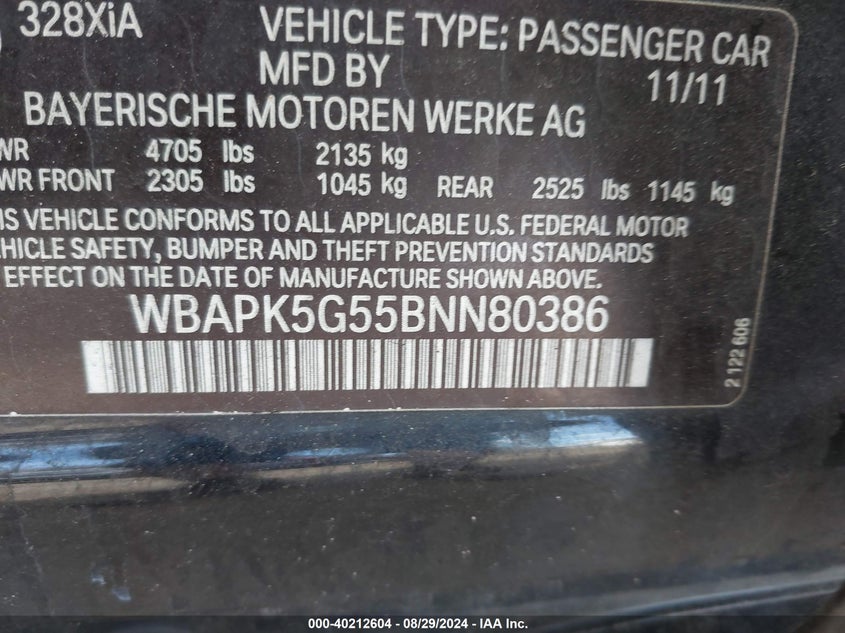 328XiA VEHICLE TYPE: PASSENGER CAR
MFD BY 11/11
BAYERISCHE MOTOREN WERKE AG
WR 4705 lbs 2135 kg
WR FRONT 2305 lbs 1045 kg REAR 2525 lbs 1145 kg
IS VEHICLE CONFORMS TO ALL APPLICABLE U.S. FEDERAL MOTOR
EHICLE SAFETY, BUMPER AND THEFT PREVENTION STANDARDS
EFFECT ON THE DATE OF MANUFACTURE SHOWN ABOVE.
WBAPK5G55BNN80386
2 122 606
000-40212604 - 08/29/2024 - IAA Inc.